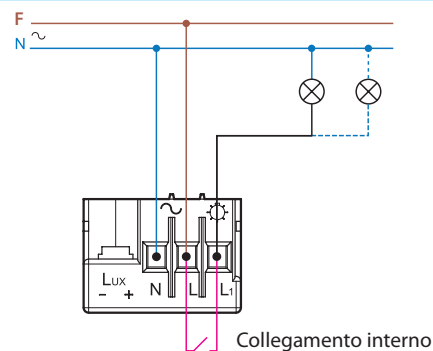 F
N ~
LUX
- +
N
L
L1
Collegamento interno